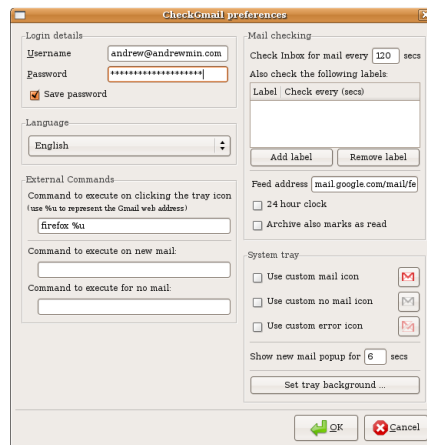 CheckGmail preferences
Login details
Username
andrew@andrewmin.com
Password
********************
Save password
Language
English
External Commands
Command to execute on clicking the tray icon
(use %u to represent the Gmail web address)
firefox %u
Command to execute on new mail:
Command to execute for no mail:
Mail checking
Check Inbox for mail every 120 secs
Also check the following labels:
Label Check every (secs)
Add label Remove label
Feed address mail.google.com/mail/fe
24 hour clock
Archive also marks as read
System tray
Use custom mail icon
Use custom no mail icon
Use custom error icon
Show new mail popup for 6 secs
Set tray background ...
OK Cancel